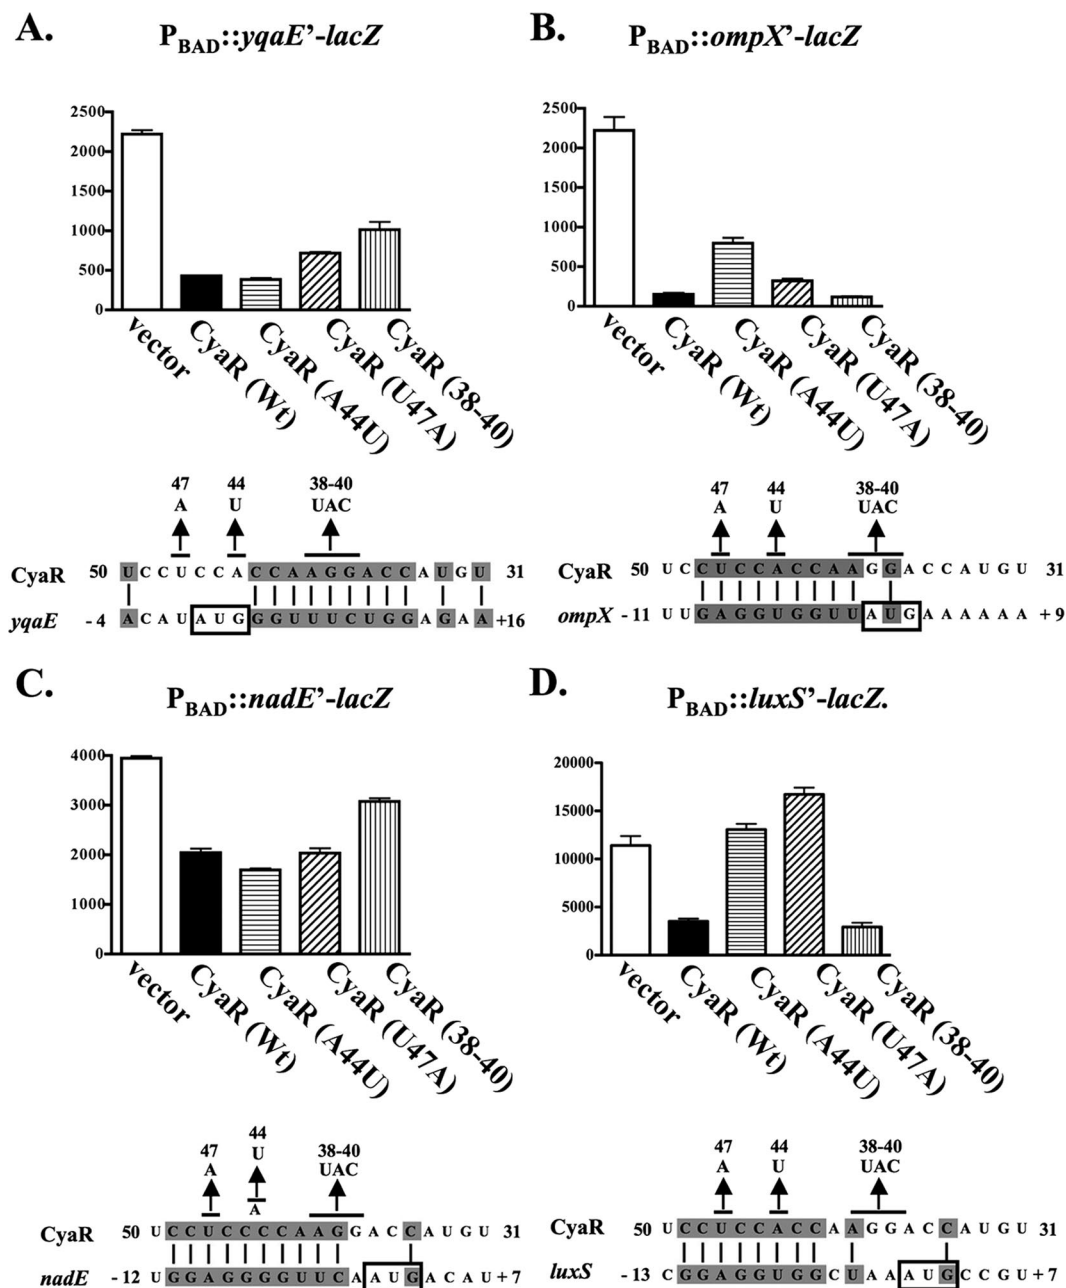 A.
P_BAD::yqaE’-lacZ
2500
2000
1500
1000
500
0
vector
CyaR (Wt)
CyaR (A44U)
CyaR (U47A)
CyaR (38-40)
47 44 38-40
A U UAC
CyaR 50 U C C U C C A C C A A G G A C C A U G U 31
yqaE - 4 A C A U A U G G G U U U C U G G A G A A +16
B.
P_BAD::ompX’-lacZ
2500
2000
1500
1000
500
0
vector
CyaR (Wt)
CyaR (A44U)
CyaR (U47A)
CyaR (38-40)
47 44 38-40
A U UAC
CyaR 50 U C C U C C A C C A A G G A C C A U G U 31
ompX - 11 U U G A G G U G G U U A U G A A A A A A + 9
C.
P_BAD::nadE’-lacZ
4000
3000
2000
1000
0
vector
CyaR (Wt)
CyaR (A44U)
CyaR (U47A)
CyaR (38-40)
44
47 U 38-40
A UAC
A
CyaR 50 U C C U C C C C A A G G A C C A U G U 31
nadE - 12 U G G A G G G G U U C A A U G A C A U + 7
D.
P_BAD::luxS’-lacZ.
20000
15000
10000
5000
0
vector
CyaR (Wt)
CyaR (A44U)
CyaR (U47A)
CyaR (38-40)
47 44 38-40
A U UAC
CyaR 50 U C C U C C A C C A A G G A C C A U G U 31
luxS - 13 C G G A G G U G G C U A A A U G C C G U + 7